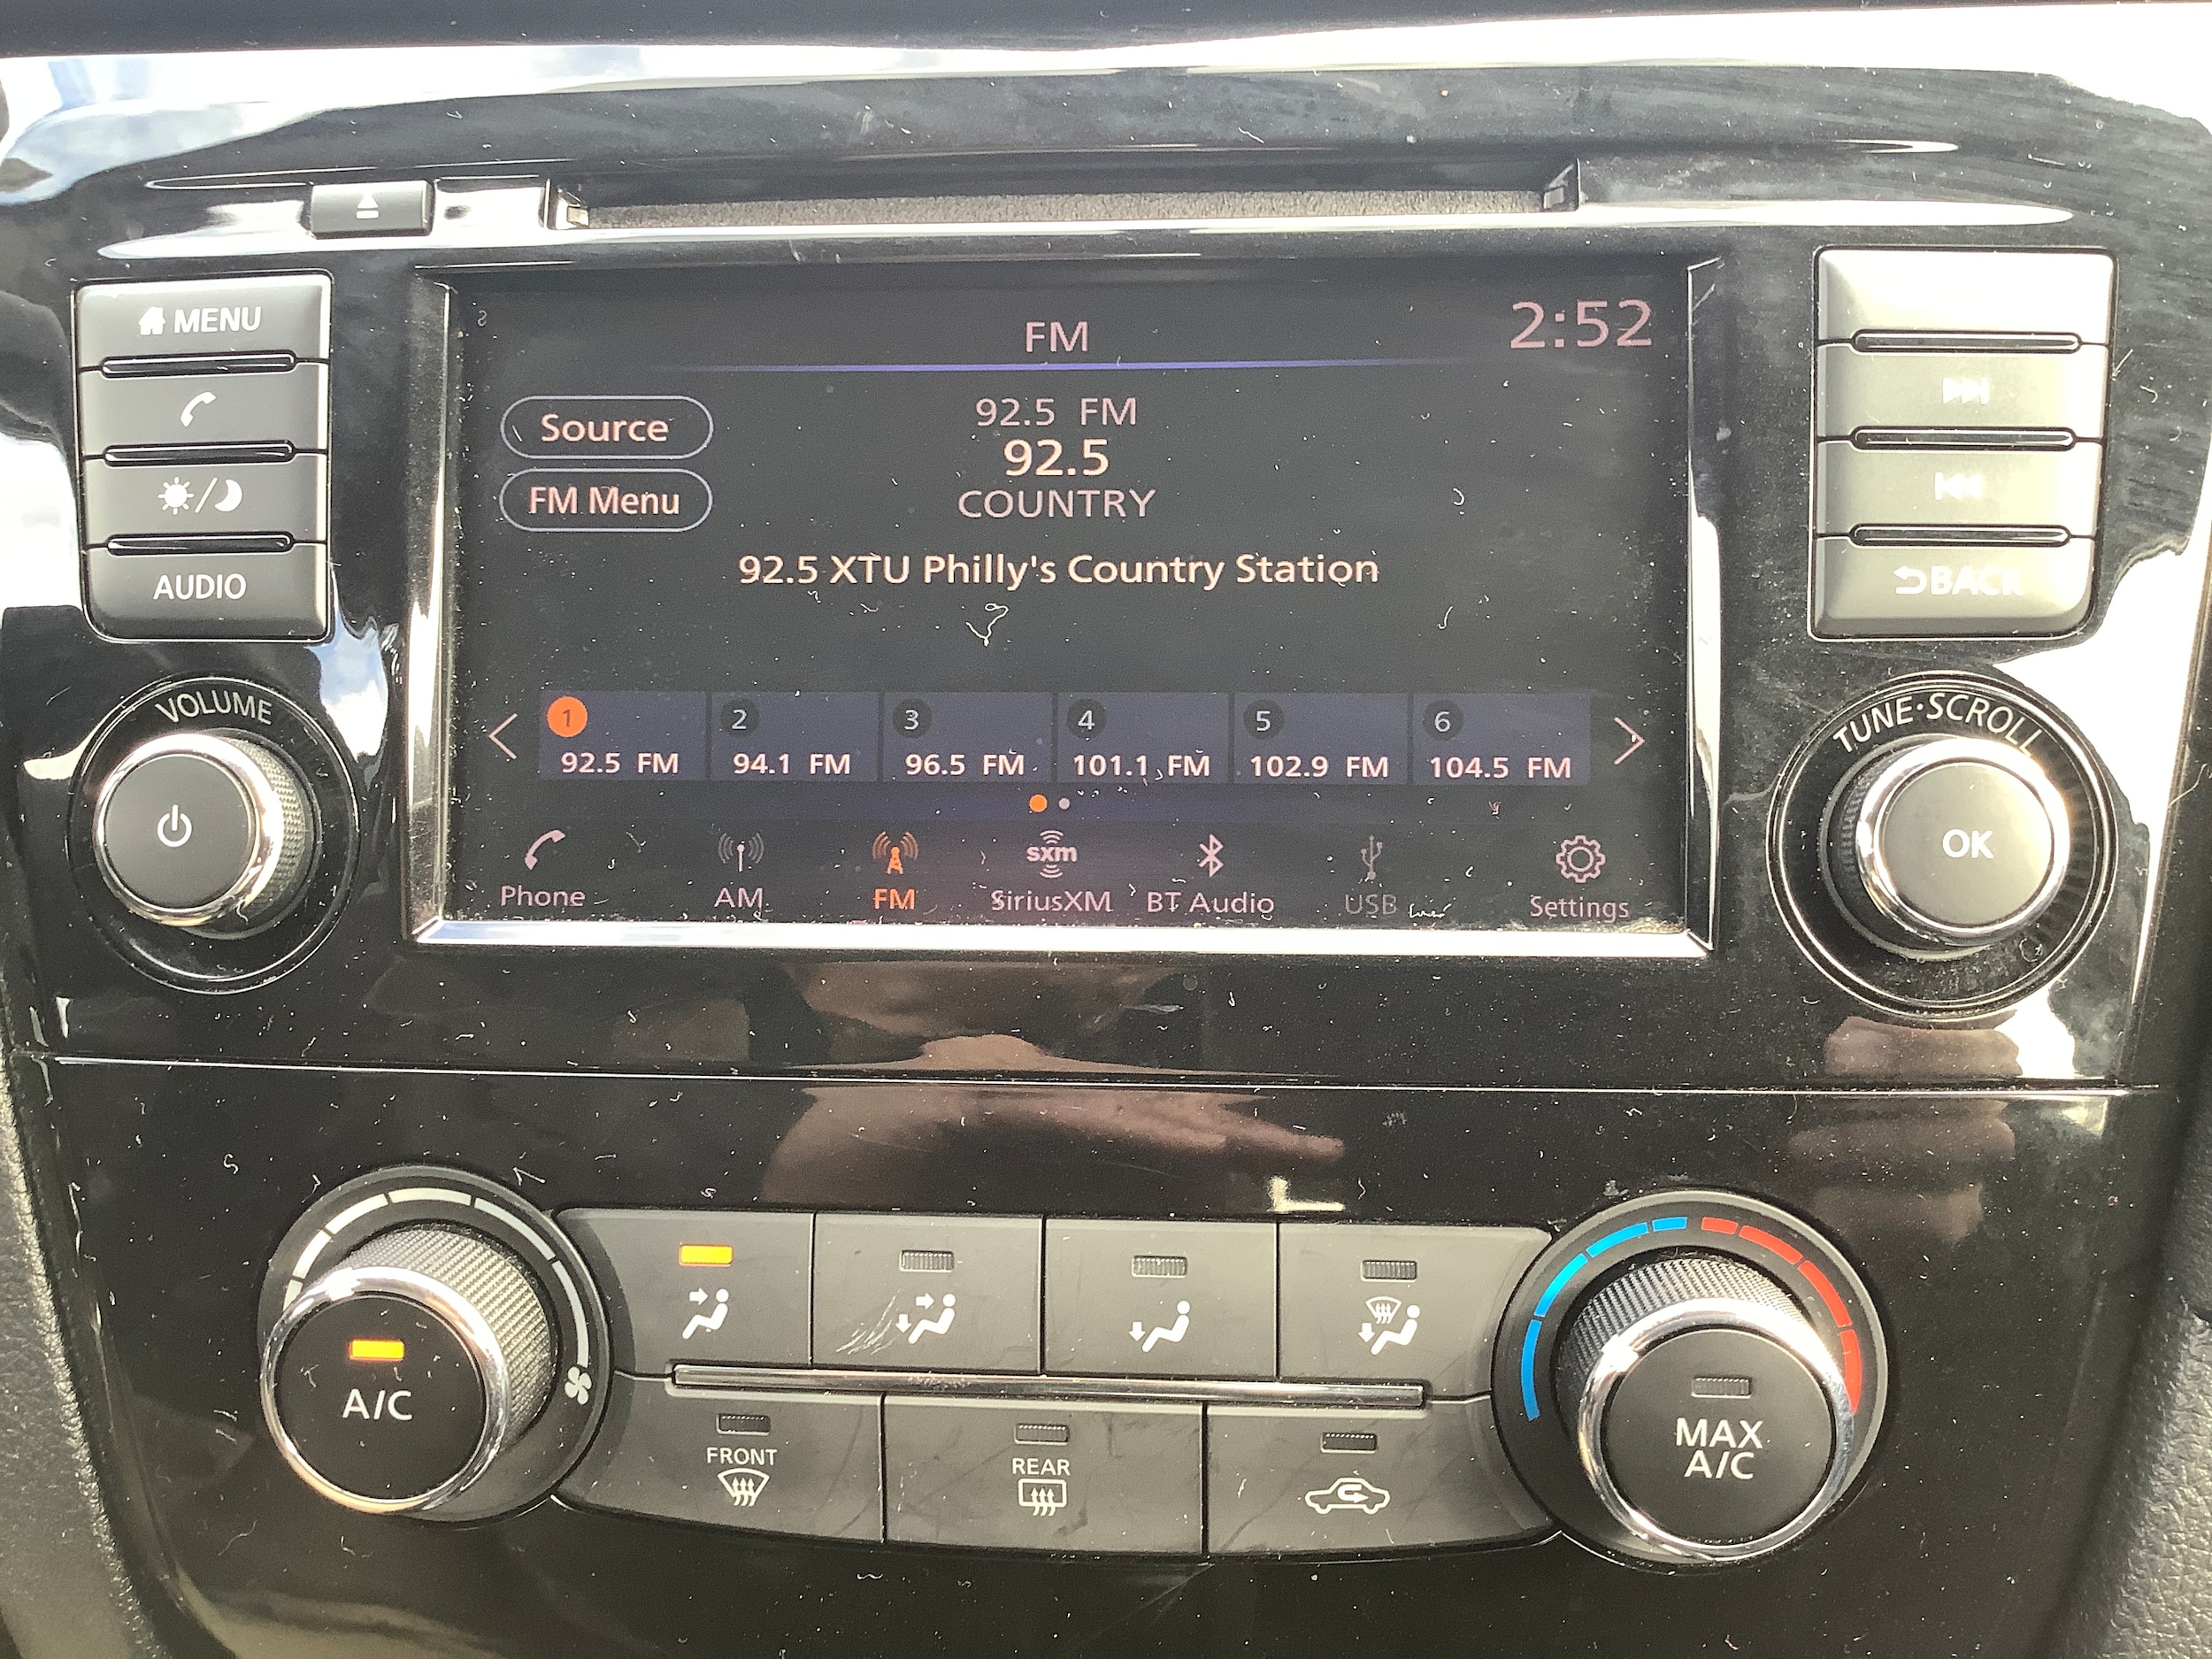 MENU
AUDIO
VOLUME
FM
2:52
Source
92.5 FM
92.5
FM Menu
COUNTRY
92.5 XTU Philly's Country Station
1
2
3
4
5
6
92.5 FM
94.1 FM
96.5 FM
101.1 FM
102.9 FM
104.5 FM
sxm
Phone
AM
FM
SiriusXM
BT Audio
USB
Settings
BACK
TUNE·SCROLL
OK
A/C
FRONT
REAR
MAX
A/C